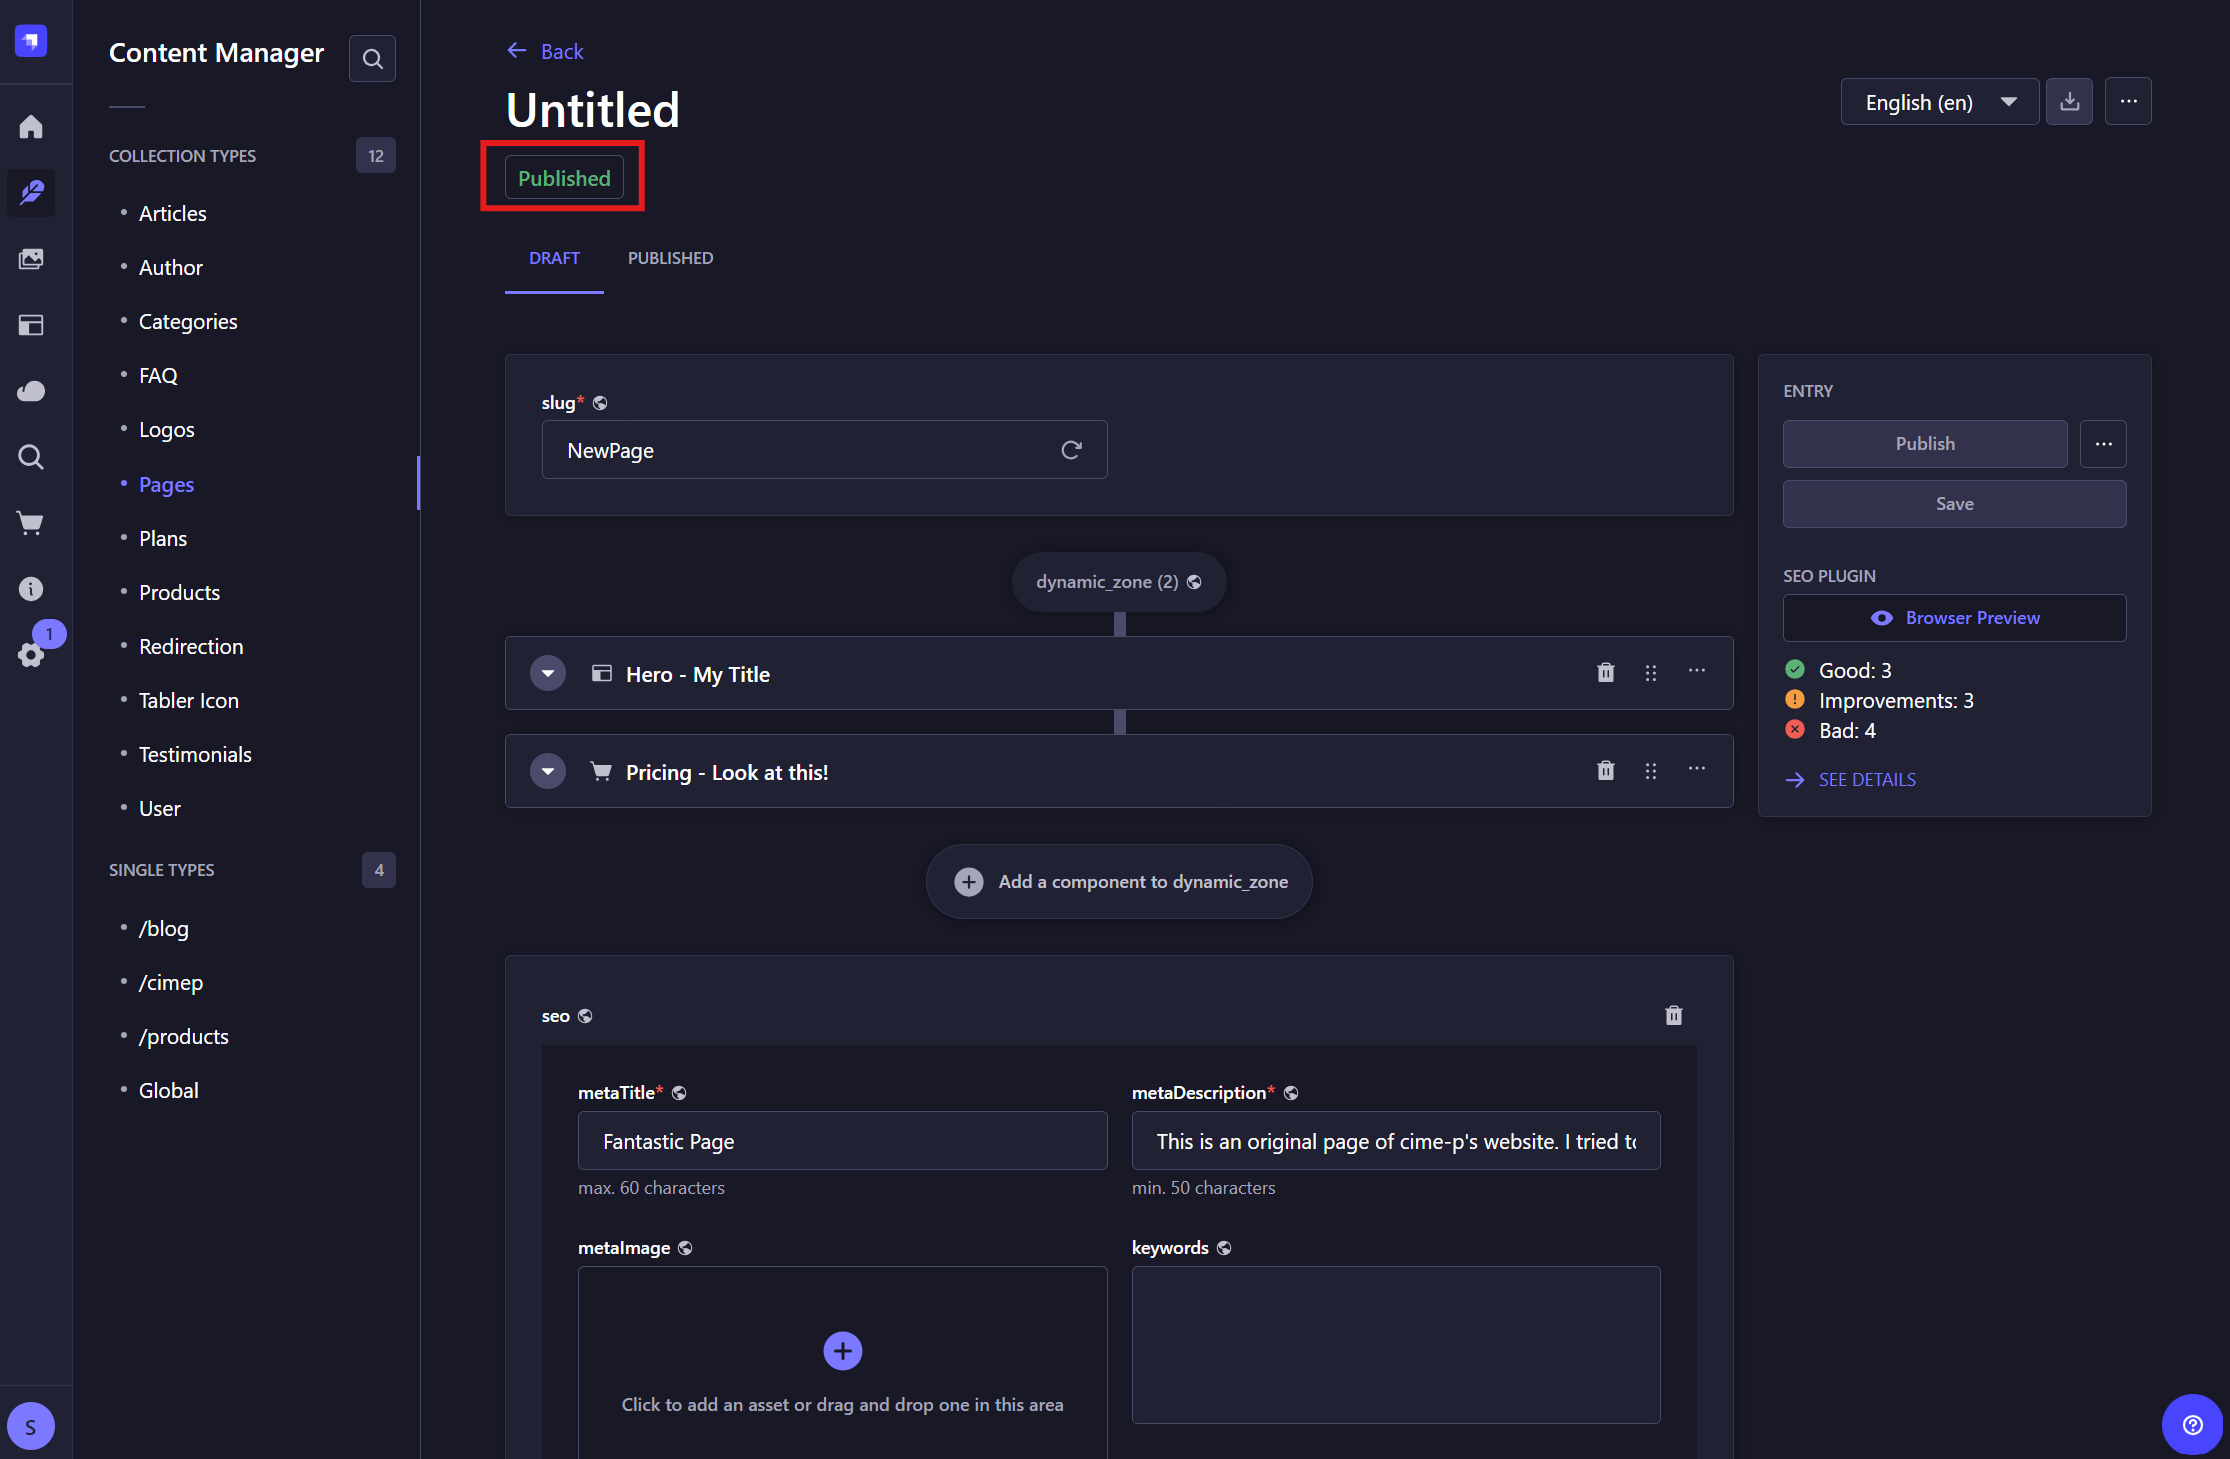 Content Manager
COLLECTION TYPES
12
Articles
Author
Categories
FAQ
Logos
Pages
Plans
Products
Redirection
Tabler Icon
Testimonials
User
SINGLE TYPES
4
/blog
/cimep
/products
Global
1
S
Back
Untitled
English (en)
Published
DRAFT
PUBLISHED
slug*
NewPage
dynamic_zone (2)
Hero - My Title
Pricing - Look at this!
Add a component to dynamic_zone
seo
metaTitle*
metaDescription*
Fantastic Page
This is an original page of cime-p's website. I tried to
max. 60 characters
min. 50 characters
metaImage
keywords
Click to add an asset or drag and drop one in this area
ENTRY
Publish
Save
SEO PLUGIN
Browser Preview
Good: 3
Improvements: 3
Bad: 4
SEE DETAILS